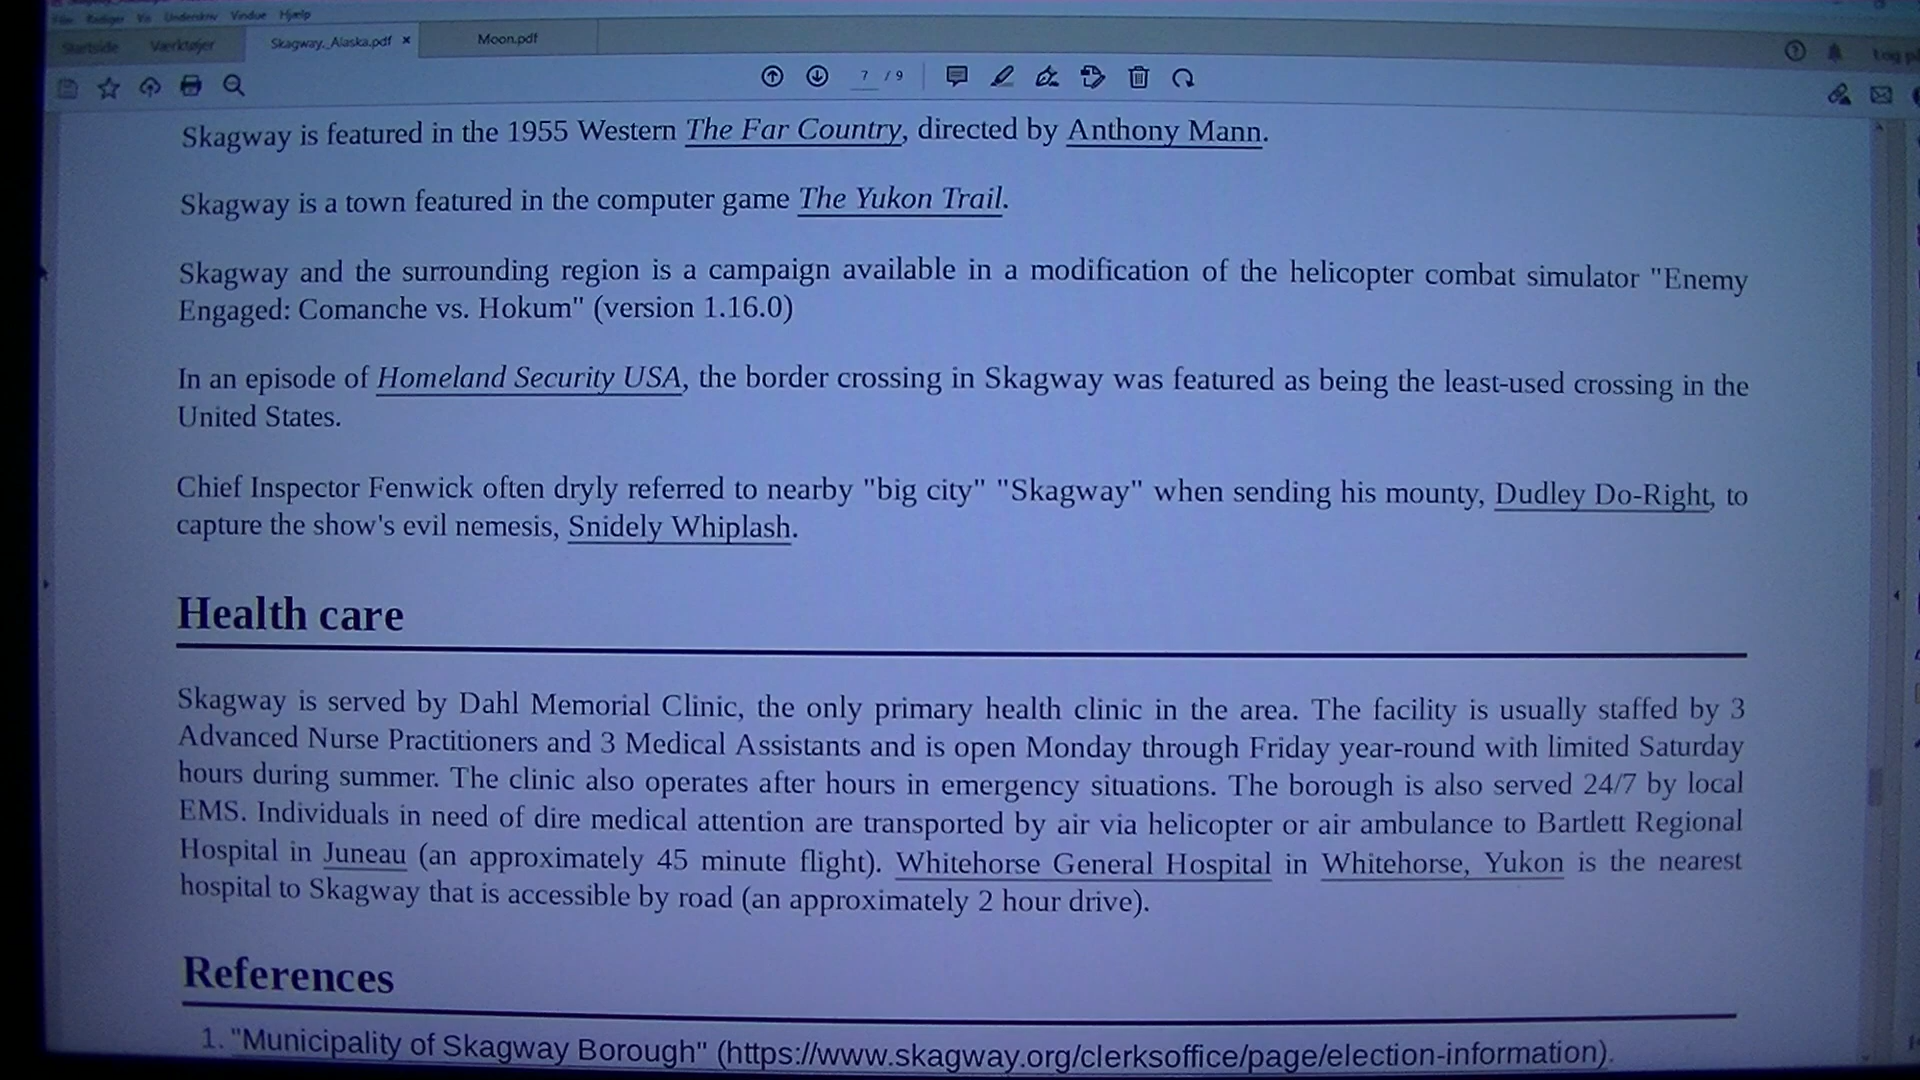 Filer Rediger Vis Underskriv Vindue Hjælp
Startside Værktøjer Skagway,_Alaska.pdf × Moon.pdf
Log på
7 / 9
Skagway is featured in the 1955 Western The Far Country, directed by Anthony Mann.
Skagway is a town featured in the computer game The Yukon Trail.
Skagway and the surrounding region is a campaign available in a modification of the helicopter combat simulator "Enemy
Engaged: Comanche vs. Hokum" (version 1.16.0)
In an episode of Homeland Security USA, the border crossing in Skagway was featured as being the least-used crossing in the
United States.
Chief Inspector Fenwick often dryly referred to nearby "big city" "Skagway" when sending his mounty, Dudley Do-Right, to
capture the show's evil nemesis, Snidely Whiplash.
Health care
Skagway is served by Dahl Memorial Clinic, the only primary health clinic in the area. The facility is usually staffed by 3
Advanced Nurse Practitioners and 3 Medical Assistants and is open Monday through Friday year-round with limited Saturday
hours during summer. The clinic also operates after hours in emergency situations. The borough is also served 24/7 by local
EMS. Individuals in need of dire medical attention are transported by air via helicopter or air ambulance to Bartlett Regional
Hospital in Juneau (an approximately 45 minute flight). Whitehorse General Hospital in Whitehorse, Yukon is the nearest
hospital to Skagway that is accessible by road (an approximately 2 hour drive).
References
1. "Municipality of Skagway Borough" (https://www.skagway.org/clerksoffice/page/election-information).